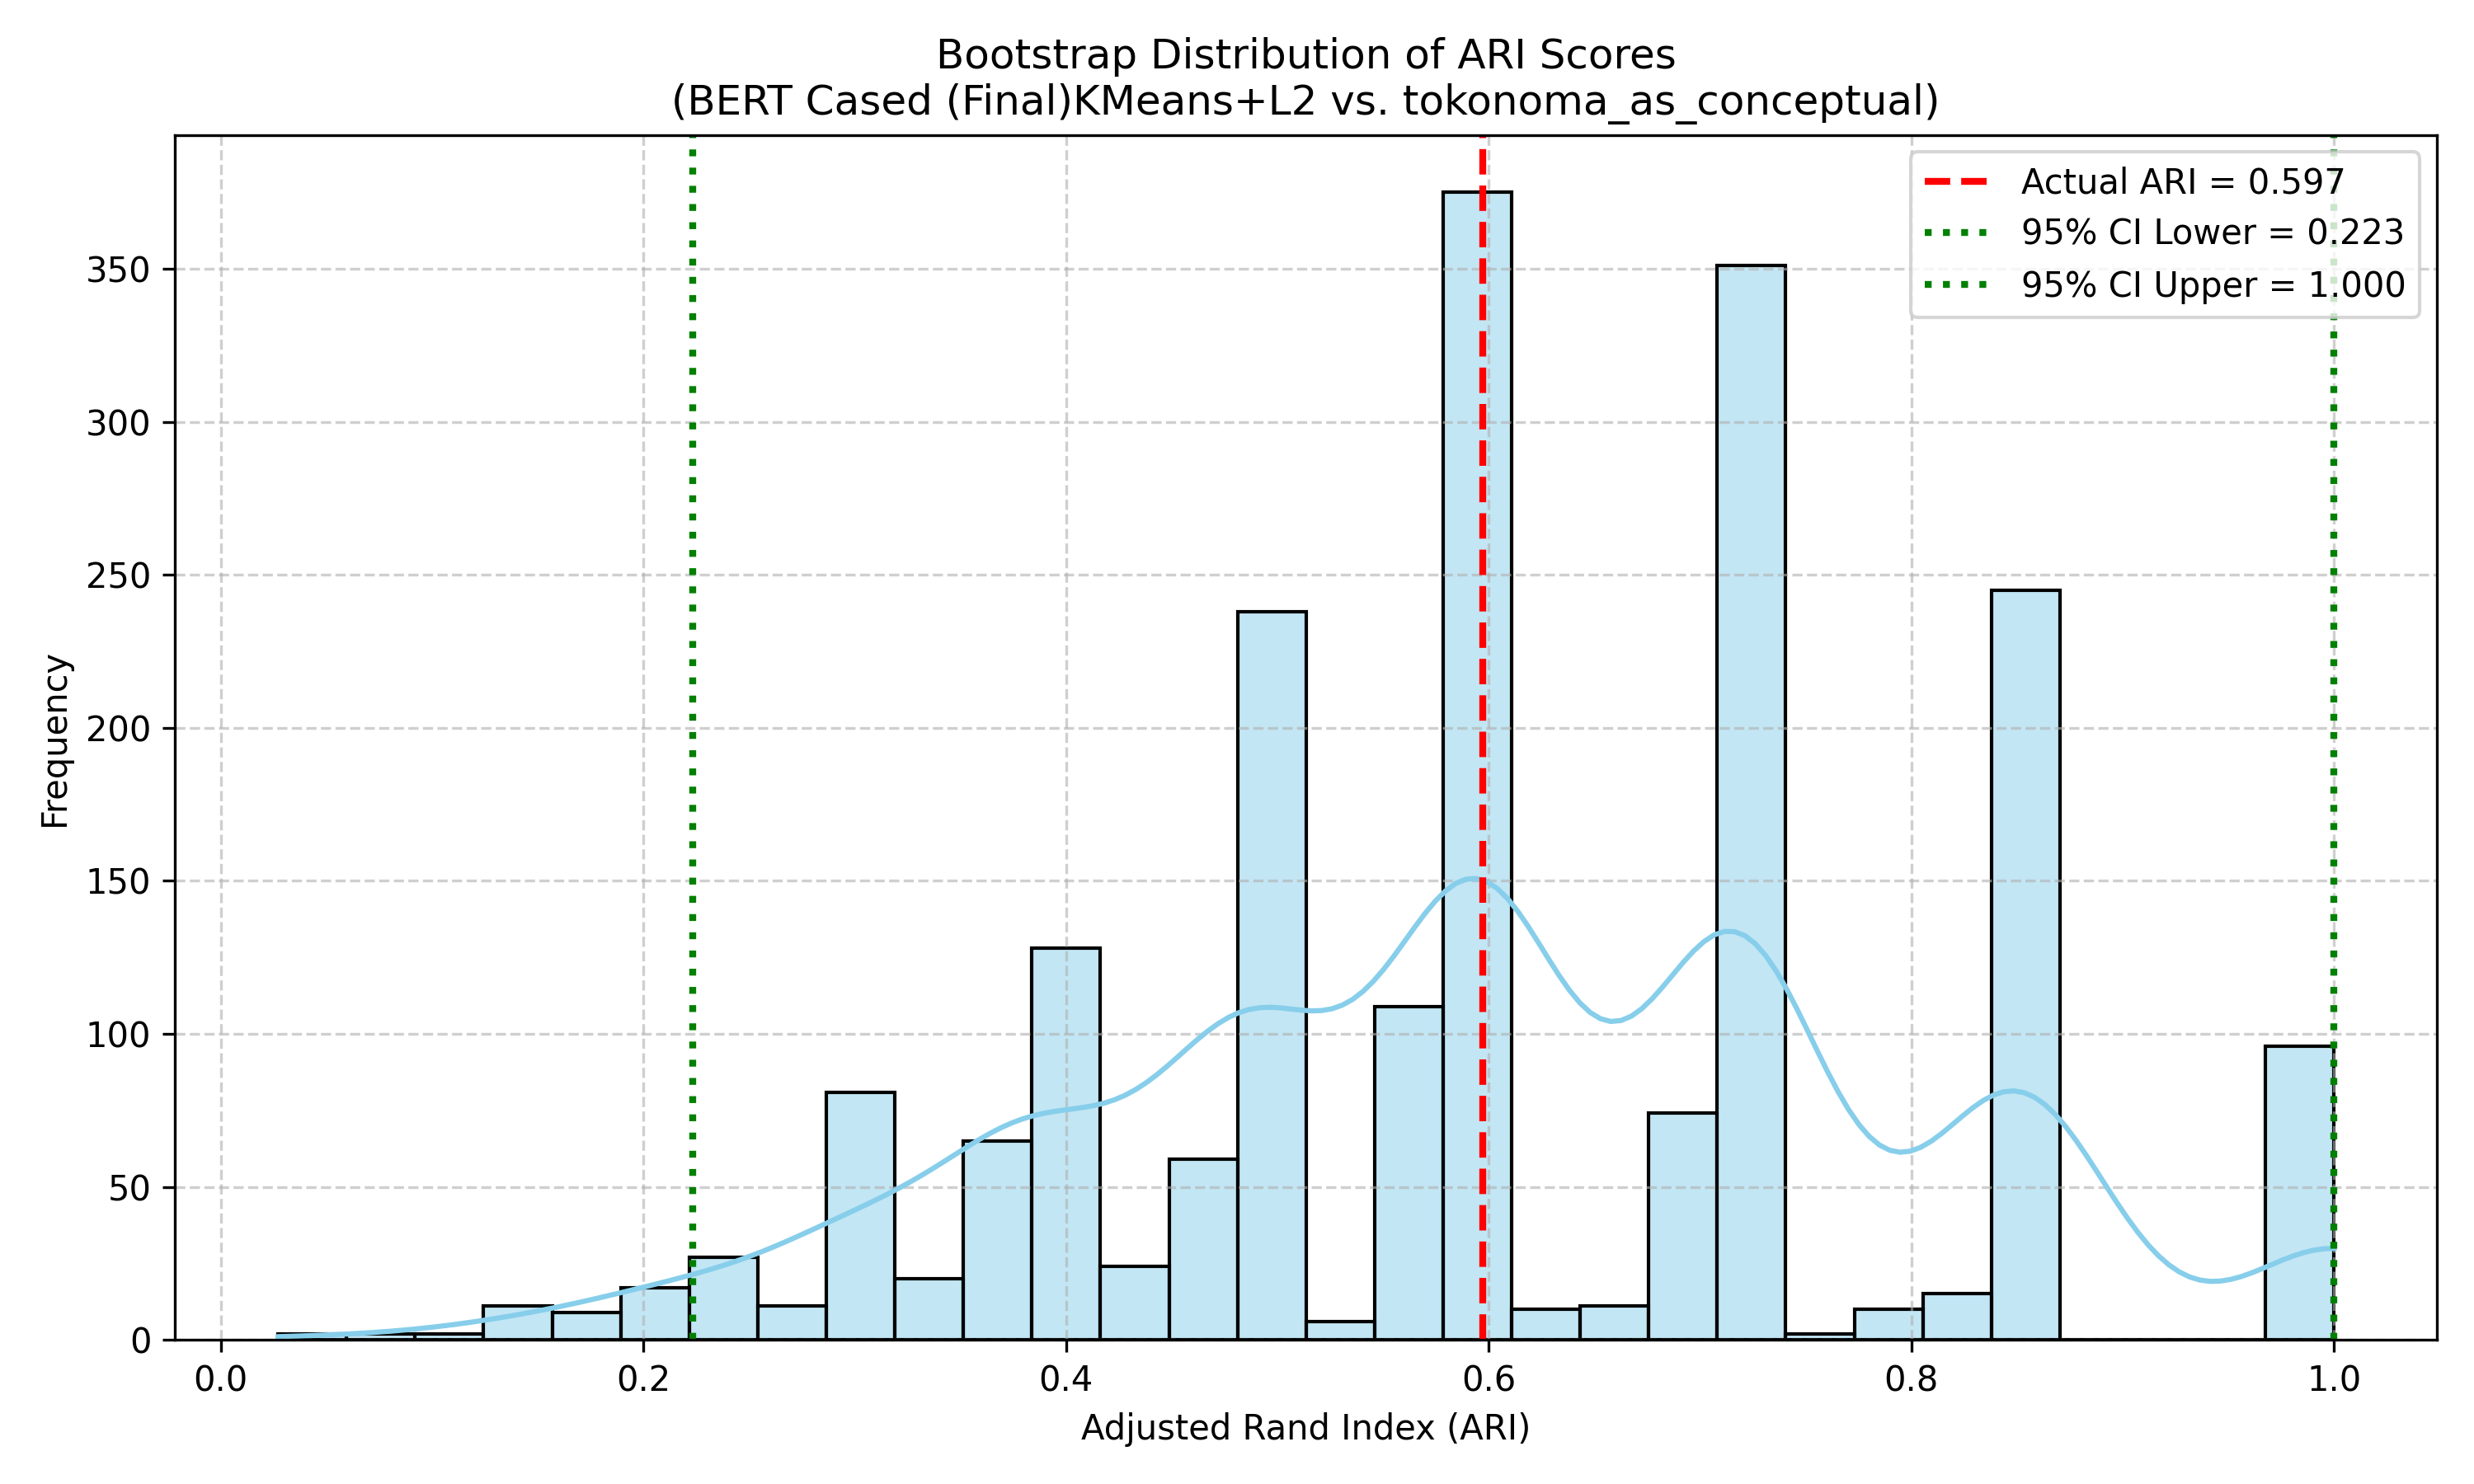 Bootstrap Distribution of ARI Scores
(BERT Cased (Final)KMeans+L2 vs. tokonoma_as_conceptual)
Actual ARI = 0.597
95% CI Lower = 0.223
95% CI Upper = 1.000
Frequency
350
300
250
200
150
100
50
0
0.0 0.2 0.4 0.6 0.8 1.0
Adjusted Rand Index (ARI)